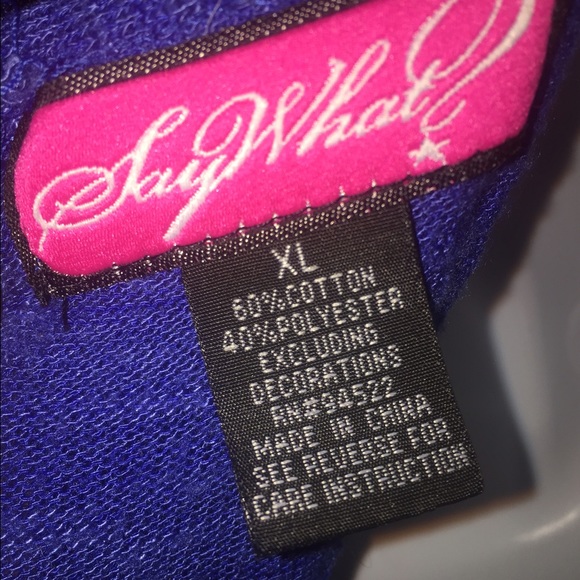 Say What?
XL
60% COTTON
40% POLYESTER
EXCLUDING
DECORATIONS
RN#94522
MADE IN CHINA
SEE REVERSE FOR
CARE INSTRUCTION